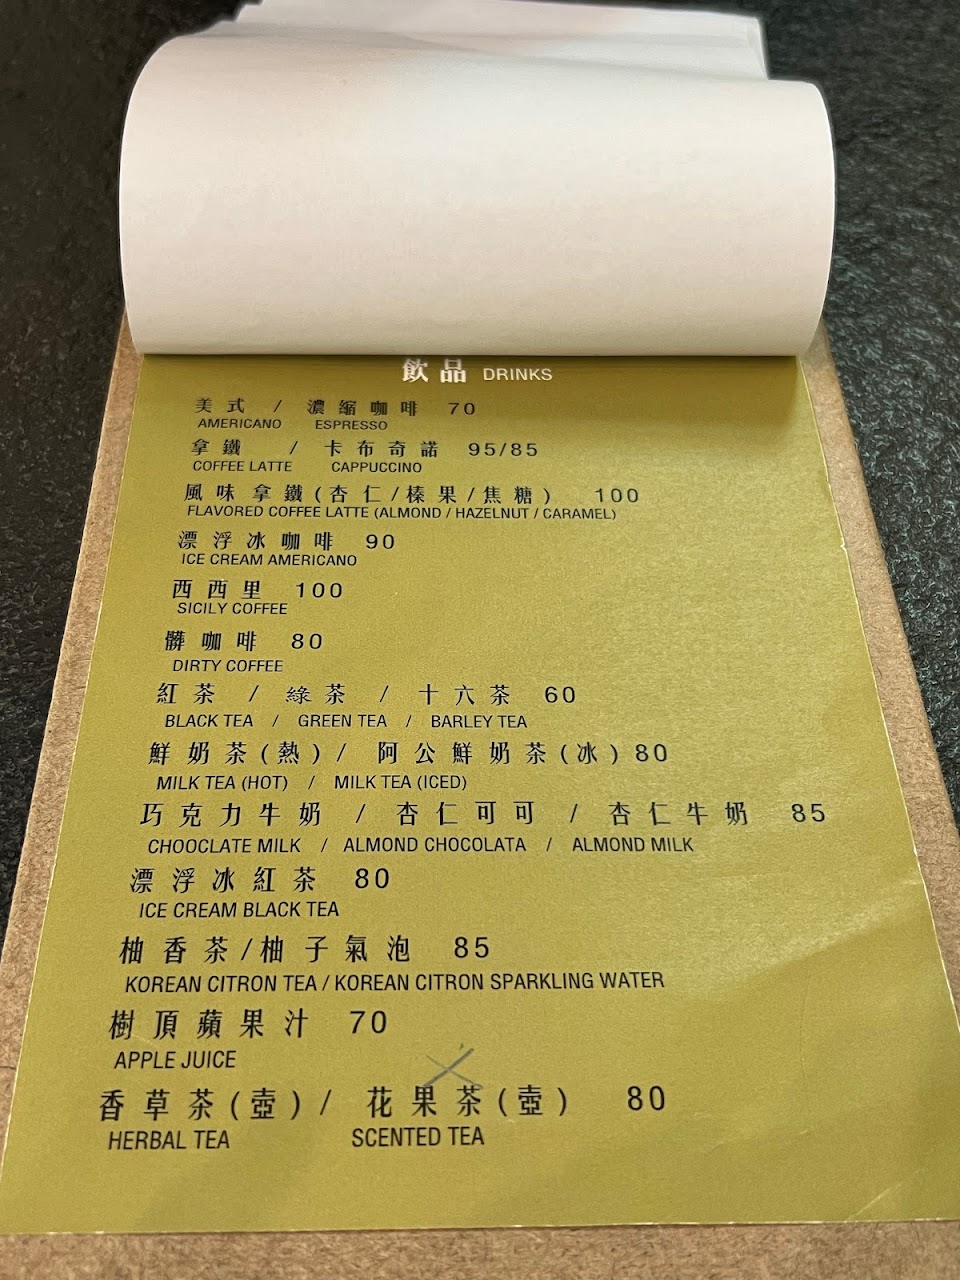 飲品 DRINKS
美式 / 濃縮咖啡 70
AMERICANO ESPRESSO
拿鐵 / 卡布奇諾 95/85
COFFEE LATTE CAPPUCCINO
風味拿鐵(杏仁/榛果/焦糖) 100
FLAVORED COFFEE LATTE (ALMOND / HAZELNUT / CARAMEL)
漂浮冰咖啡 90
ICE CREAM AMERICANO
西西里 100
SICILY COFFEE
髒咖啡 80
DIRTY COFFEE
紅茶 / 綠茶 / 十六茶 60
BLACK TEA / GREEN TEA / BARLEY TEA
鮮奶茶(熱) / 阿公鮮奶茶(冰) 80
MILK TEA (HOT) / MILK TEA (ICED)
巧克力牛奶 / 杏仁可可 / 杏仁牛奶 85
CHOOCLATE MILK / ALMOND CHOCOLATA / ALMOND MILK
漂浮冰紅茶 80
ICE CREAM BLACK TEA
柚香茶/柚子氣泡 85
KOREAN CITRON TEA / KOREAN CITRON SPARKLING WATER
樹頂蘋果汁 70
APPLE JUICE
香草茶(壺) / 花果茶(壺) 80
HERBAL TEA SCENTED TEA